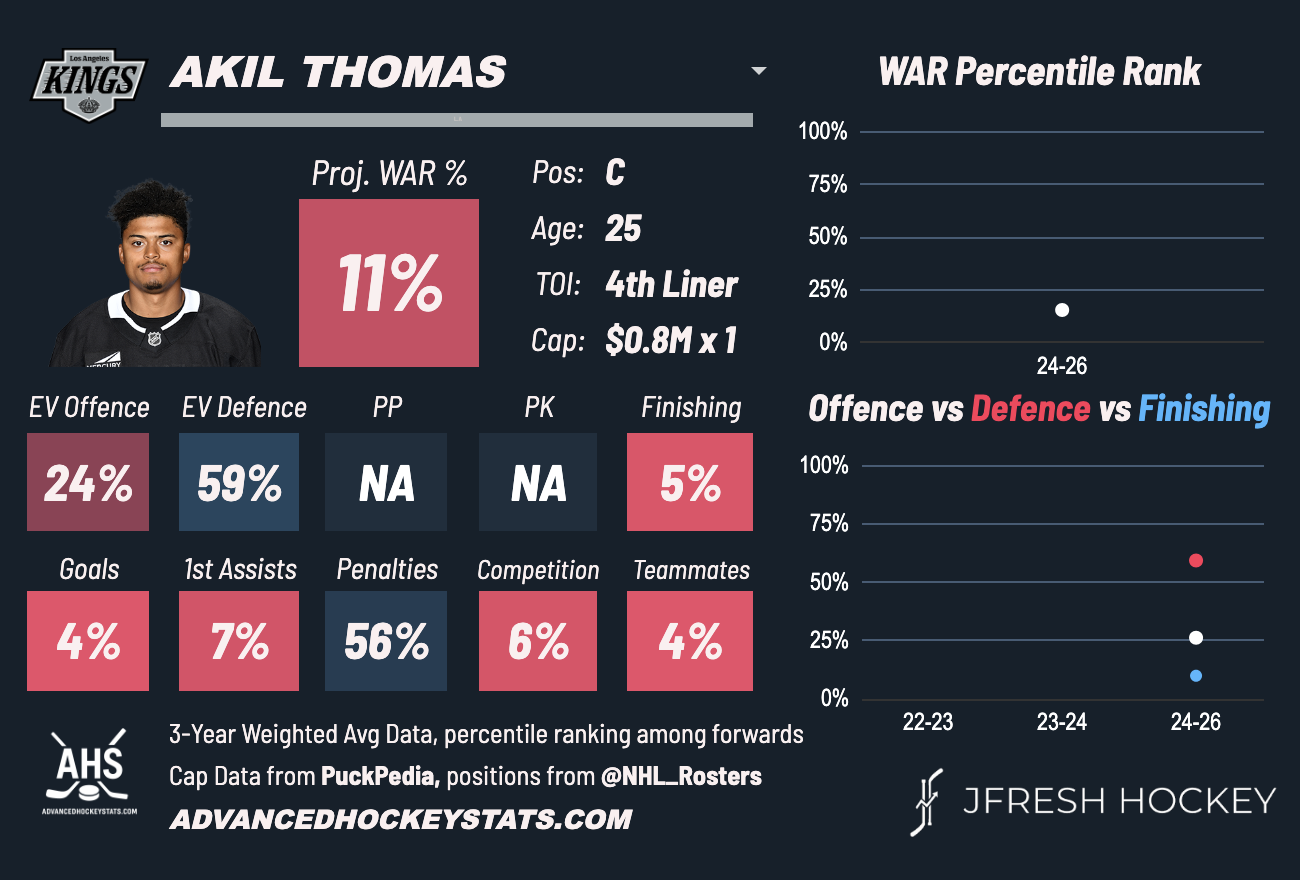 Los Angeles
KINGS
AKIL THOMAS
WAR Percentile Rank
Proj. WAR %
11%
Pos: C
Age: 25
TOI: 4th Liner
Cap: $0.8M x 1
100%
75%
50%
25%
0%
24-26
EV Offence EV Defence PP PK Finishing
24% 59% NA NA 5%
Goals 1st Assists Penalties Competition Teammates
4% 7% 56% 6% 4%
Offence vs Defence vs Finishing
100%
75%
50%
25%
0%
22-23 23-24 24-26
AHS
ADVANCEDHOCKEYSTATS.COM
3-Year Weighted Avg Data, percentile ranking among forwards
Cap Data from PuckPedia, positions from @NHL_Rosters
ADVANCEDHOCKEYSTATS.COM
JFRESH HOCKEY